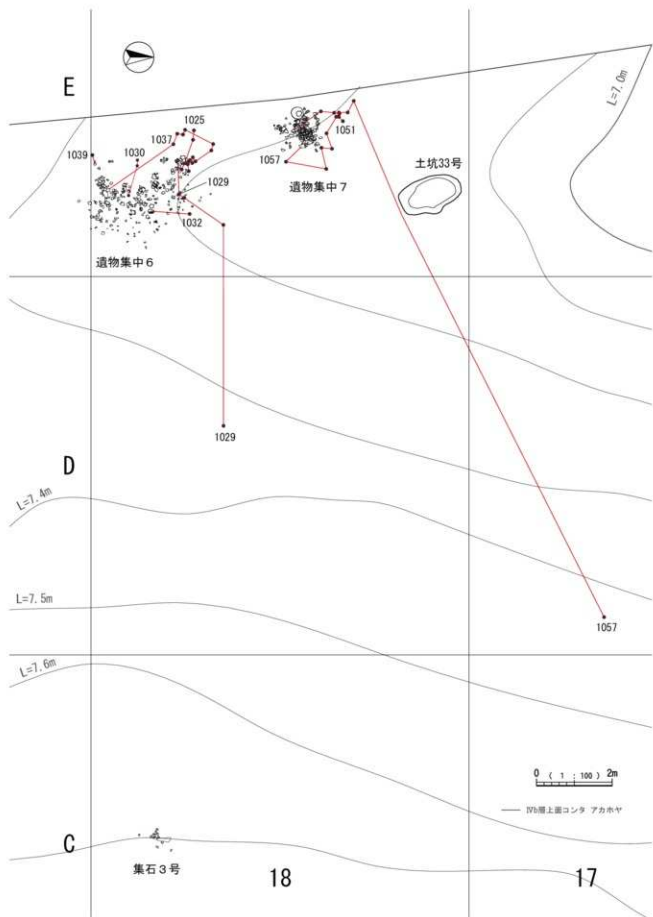 E
L=7.0m
1025
1037
1039
1030
1051
1057
土坑33号
遺物集中7
1029
1032
遺物集中6
1029
D
L=7.4m
L=7.5m
1057
L=7.6m
0 ( 1 : 100 ) 2m
Ⅳb層上面コンタ アカホヤ
C
集石3号
18
17